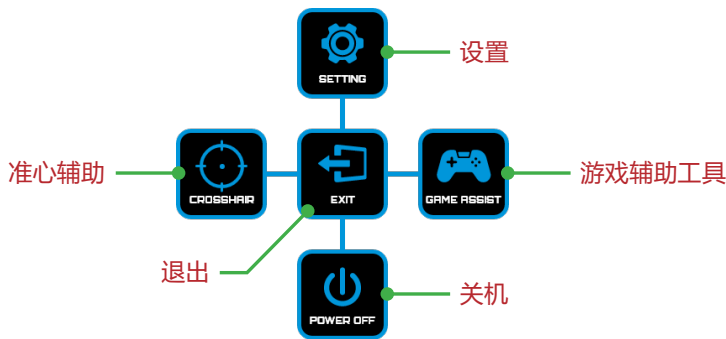 设置
SETTING
准心辅助
CROSSHAIR
EXIT
GAME ASSIST
游戏辅助工具
退出
POWER OFF
关机